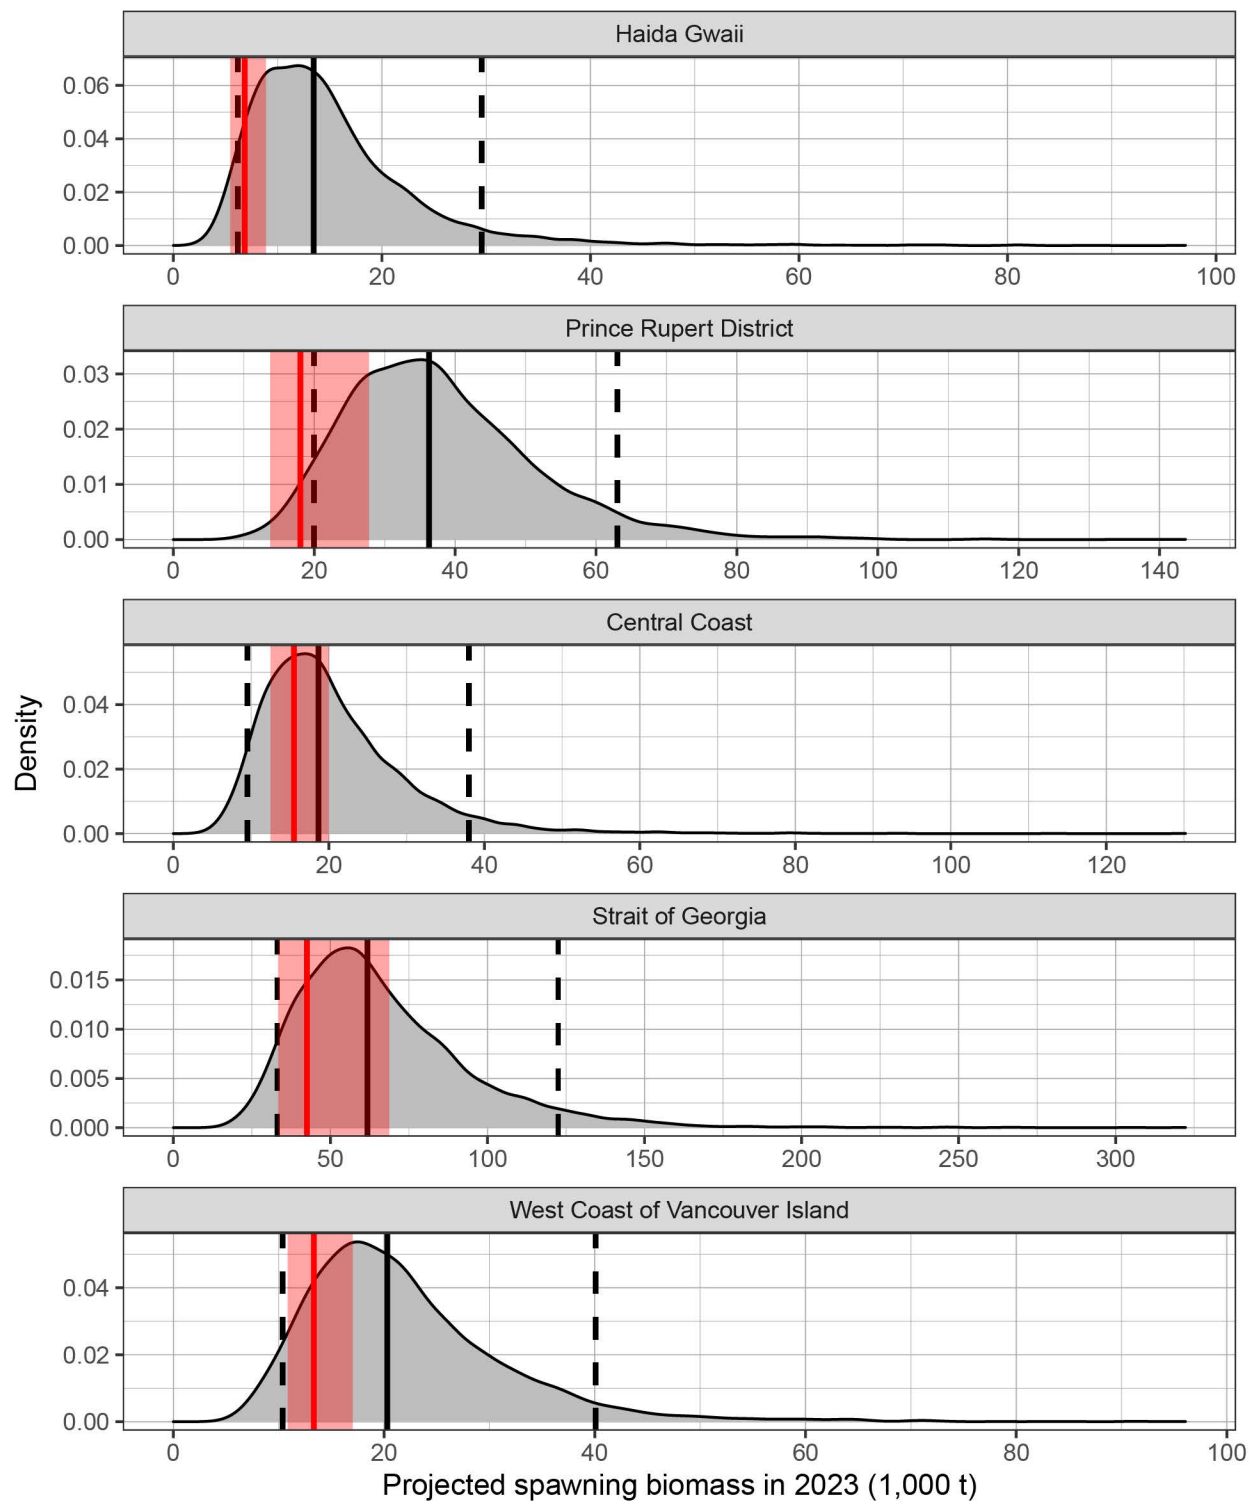 Haida Gwaii
0.06
0.04
0.02
0.00
0 20 40 60 80 100
Prince Rupert District
0.03
0.02
0.01
0.00
0 20 40 60 80 100 120 140
Central Coast
0.04
0.02
0.00
0 20 40 60 80 100 120
Density
Strait of Georgia
0.015
0.010
0.005
0.000
0 50 100 150 200 250 300
West Coast of Vancouver Island
0.04
0.02
0.00
0 20 40 60 80 100
Projected spawning biomass in 2023 (1,000 t)